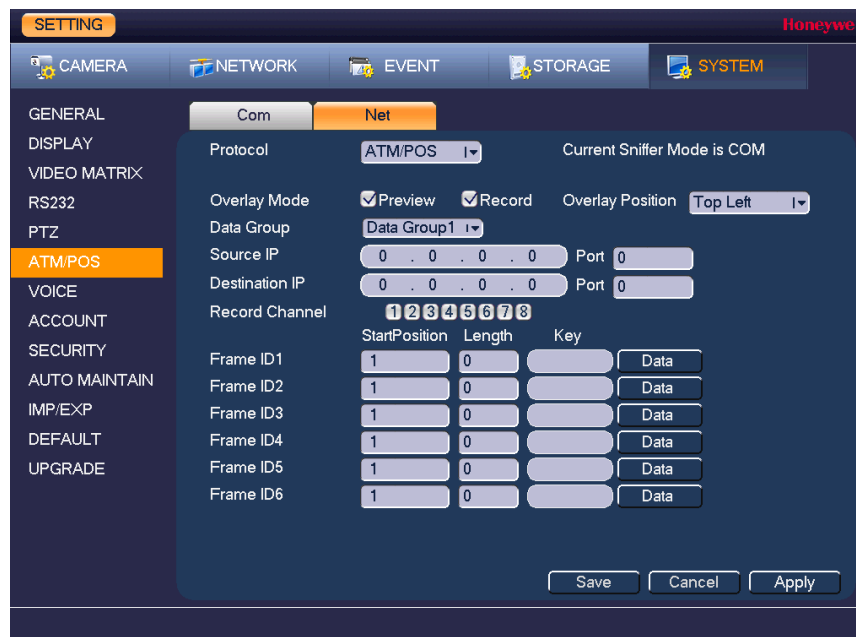 SETTING
Honeywe
CAMERA NETWORK EVENT STORAGE SYSTEM
GENERAL
DISPLAY
VIDEO MATRIX
RS232
PTZ
ATM/POS
VOICE
ACCOUNT
SECURITY
AUTO MAINTAIN
IMP/EXP
DEFAULT
UPGRADE
Com Net
Protocol ATM/POS Current Sniffer Mode is COM
Overlay Mode Preview Record Overlay Position Top Left
Data Group Data Group1
Source IP 0 . 0 . 0 . 0 Port 0
Destination IP 0 . 0 . 0 . 0 Port 0
Record Channel 1 2 3 4 5 6 7 8
StartPosition Length Key
Frame ID1 1 0 Data
Frame ID2 1 0 Data
Frame ID3 1 0 Data
Frame ID4 1 0 Data
Frame ID5 1 0 Data
Frame ID6 1 0 Data
Save Cancel Apply